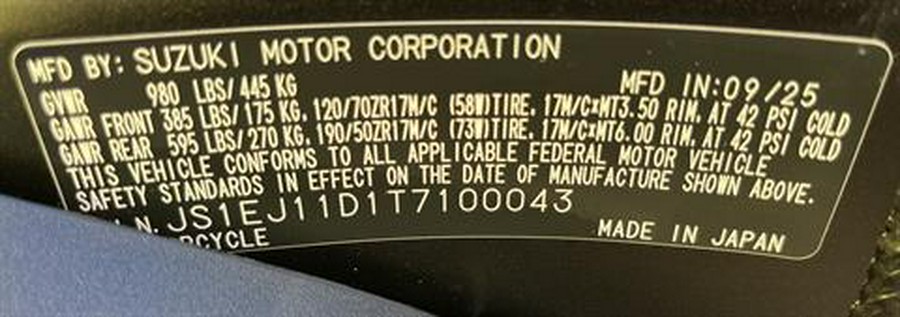 MFD BY: SUZUKI MOTOR CORPORATION
MFD IN:09/25
GVWR 980 LBS/ 445 KG
GAWR FRONT 385 LBS/ 175 KG. 120/70ZR17M/C (58W)TIRE. 17M/C×MT3.50 RIM. AT 42 PSI COLD
GAWR REAR 595 LBS/ 270 KG. 190/50ZR17M/C (73W)TIRE. 17M/C×MT6.00 RIM. AT 42 PSI COLD
THIS VEHICLE CONFORMS TO ALL APPLICABLE FEDERAL MOTOR VEHICLE
SAFETY STANDARDS IN EFFECT ON THE DATE OF MANUFACTURE SHOWN ABOVE.
N. JS1EJ11D1T7100043
RCYCLE MADE IN JAPAN